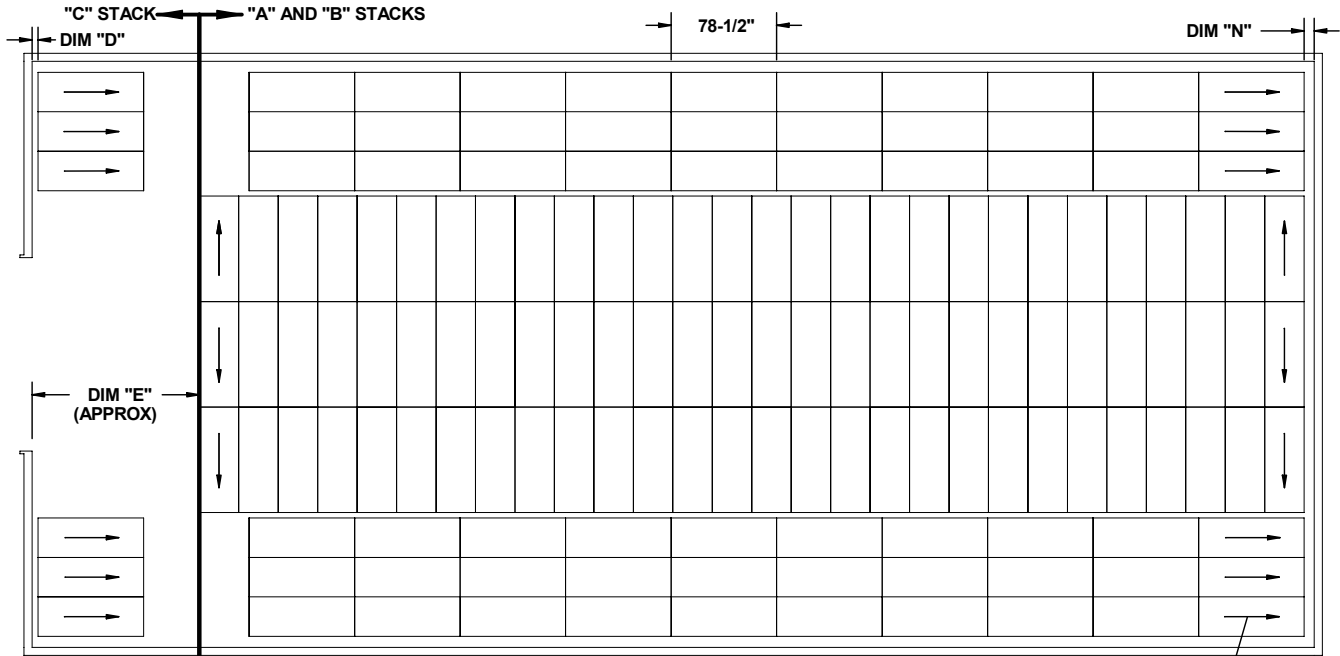 "C" STACK
"A" AND "B" STACKS
DIM "D"
78-1/2"
DIM "N"
DIM "E"
(APPROX)